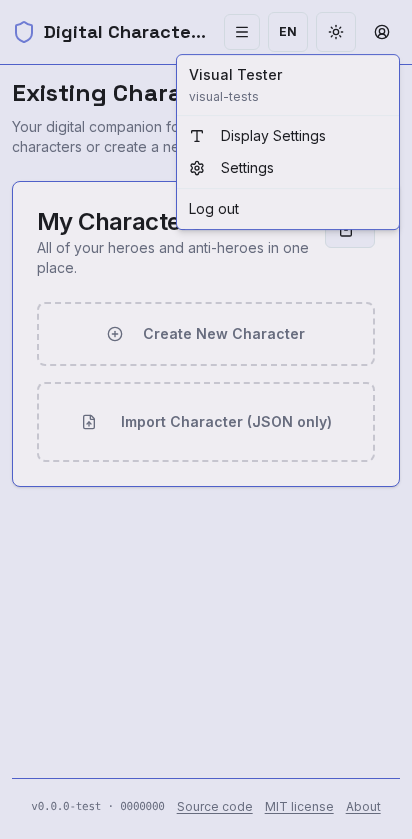 Digital Characte...
EN
Visual Tester
visual-tests
Display Settings
Settings
Log out
Existing Chara
Your digital companion fo
characters or create a ne
My Characte
All of your heroes and anti-heroes in one
place.
Create New Character
Import Character (JSON only)
v0.0.0-test · 0000000 Source code MIT license About